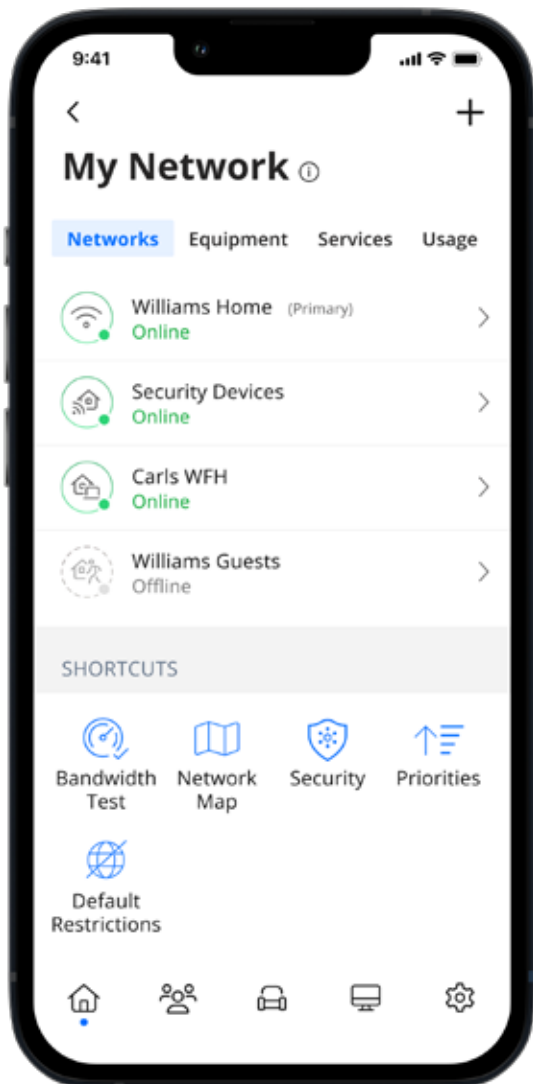 9:41
My Network
Networks Equipment Services Usage
Williams Home (Primary)
Online
Security Devices
Online
Carls WFH
Online
Williams Guests
Offline
SHORTCUTS
Bandwidth Test
Network Map
Security
Priorities
Default
Restrictions